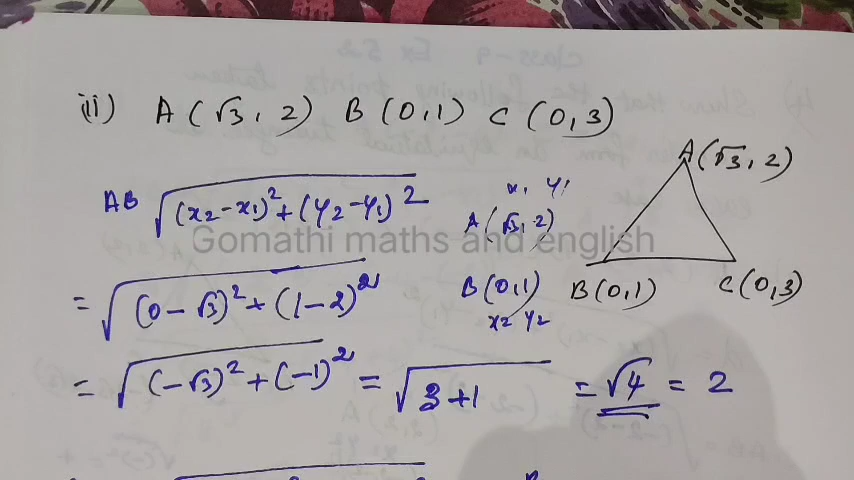 (ii) A(√3, 2) B(0,1) C(0,3)
A(√3, 2)
AB √(x₂-x₁)²+(y₂-y₁)²
x₁ y₁
A(√3, 2)
Gomathi maths and english
= √(0-√3)²+(1-2)²
B(0,1)
x₂ y₂
B(0,1) C(0,3)
= √(-√3)²+(-1)² = √3+1 = √4 = 2